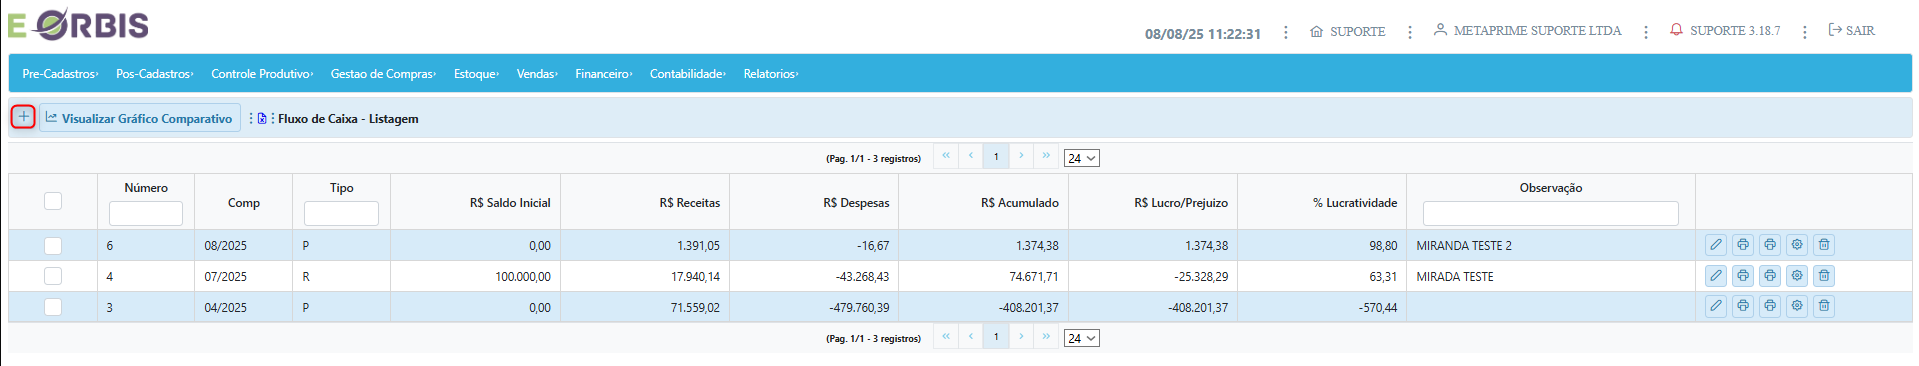 E ORBIS
08/08/25 11:22:31 SUPORTE METAPRIME SUPORTE LTDA SUPORTE 3.18.7 SAIR
Pre-Cadastros Pos-Cadastros Controle Produtivo Gestao de Compras Estoque Vendas Financeiro Contabilidade Relatorios
Visualizar Gráfico Comparativo Fluxo de Caixa - Listagem
(Pag. 1/1 - 3 registros) 1 24
Número Comp Tipo R$ Saldo Inicial R$ Receitas R$ Despesas R$ Acumulado R$ Lucro/Prejuizo % Lucratividade Observação
6 08/2025 P 0,00 1.391,05 -16,67 1.374,38 1.374,38 98,80 MIRANDA TESTE 2
4 07/2025 R 100.000,00 17.940,14 -43.268,43 74.671,71 -25.328,29 63,31 MIRADA TESTE
3 04/2025 P 0,00 71.559,02 -479.760,39 -408.201,37 -408.201,37 -570,44
(Pag. 1/1 - 3 registros) 1 24